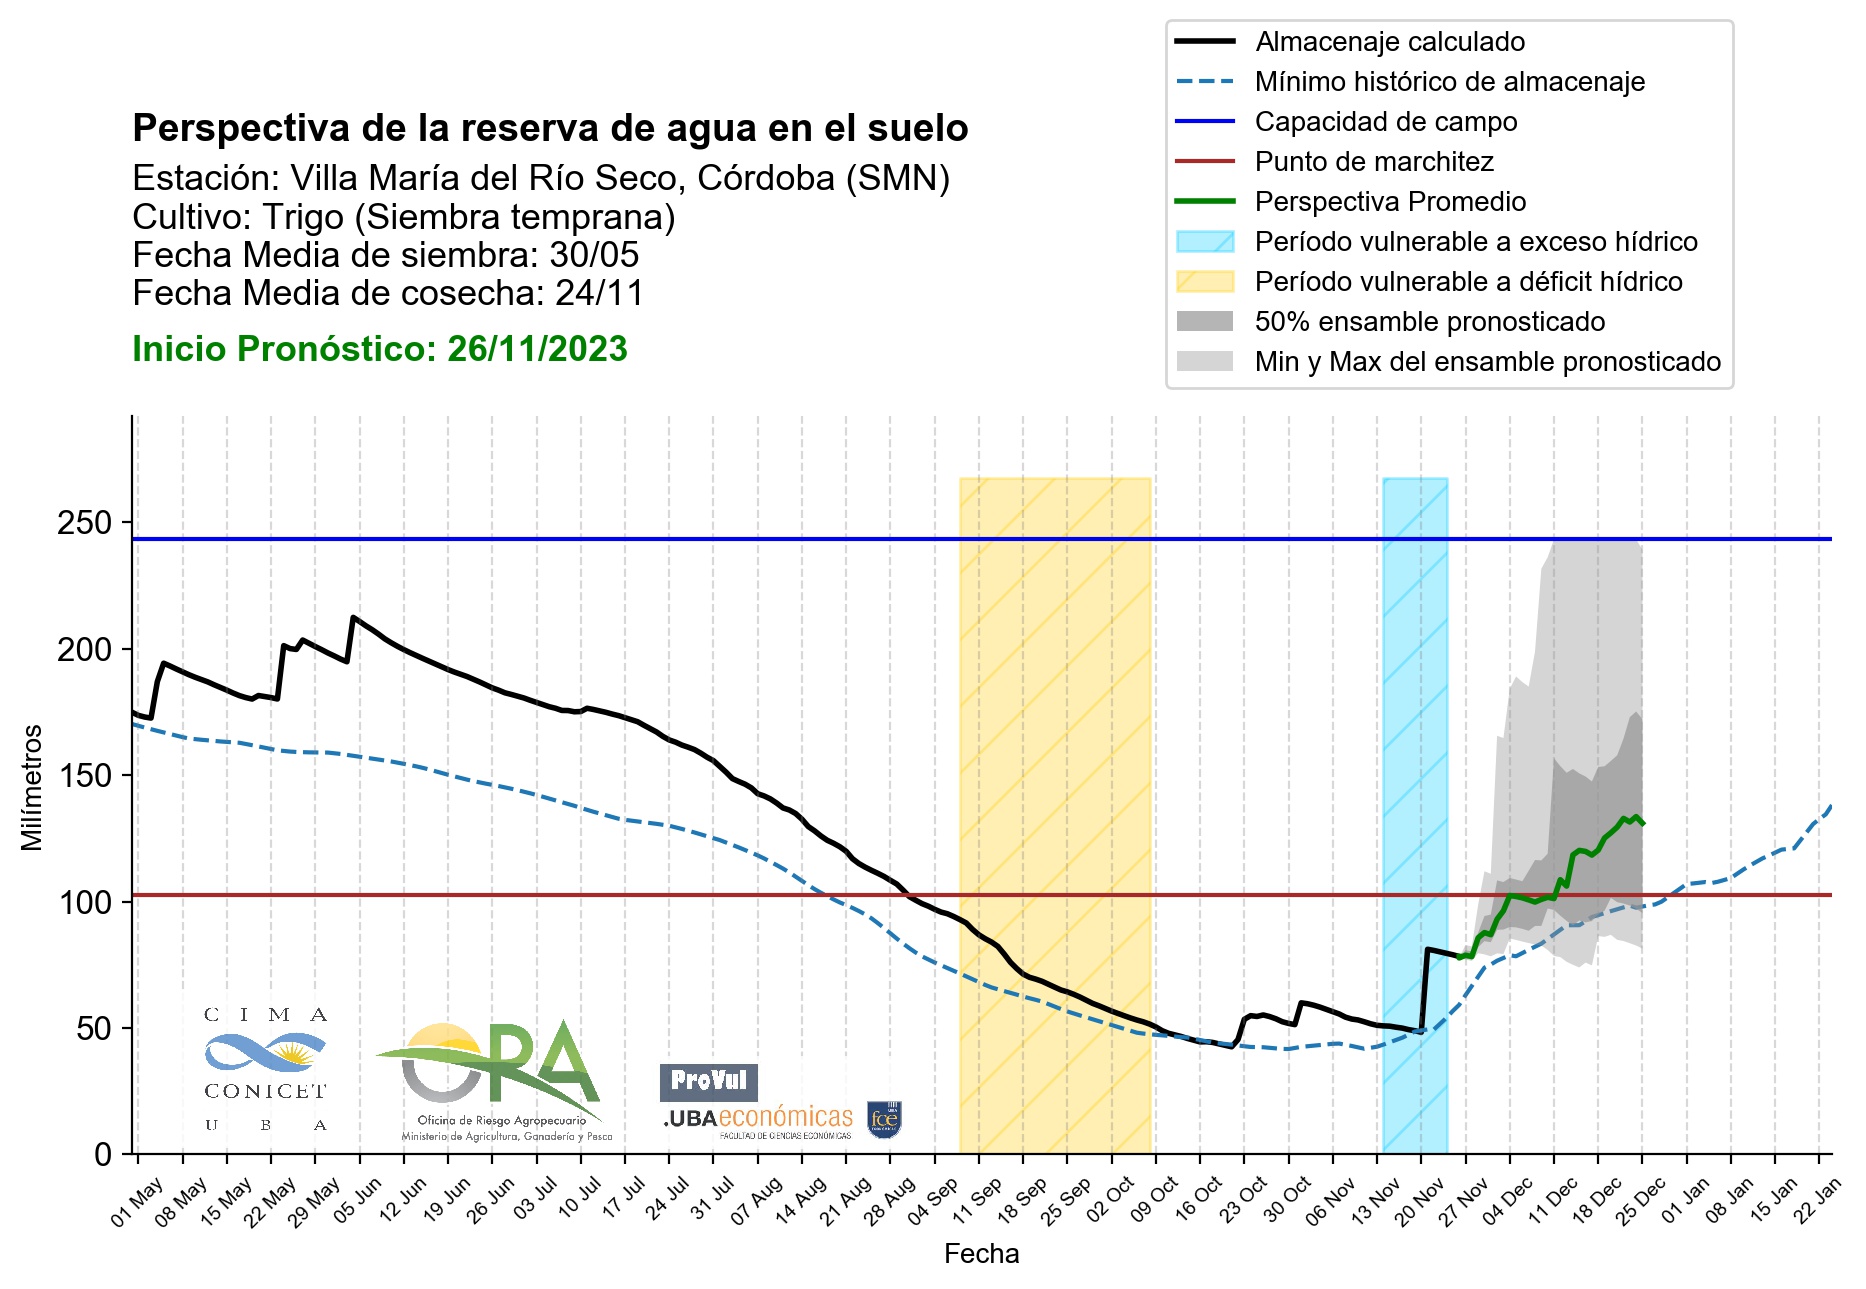 Almacenaje calculado
Mínimo histórico de almacenaje
Capacidad de campo
Punto de marchitez
Perspectiva Promedio
Período vulnerable a exceso hídrico
Período vulnerable a déficit hídrico
50% ensamble pronosticado
Min y Max del ensamble pronosticado
Perspectiva de la reserva de agua en el suelo
Estación: Villa María del Río Seco, Córdoba (SMN)
Cultivo: Trigo (Siembra temprana)
Fecha Media de siembra: 30/05
Fecha Media de cosecha: 24/11
Inicio Pronóstico: 26/11/2023
Milímetros
250
200
150
100
50
0
CIMA
CONICET
UBA
ORA
Oficina de Riesgo Agropecuario
Ministerio de Agricultura, Ganadería y Pesca
ProVul
.UBAeconómicas
FACULTAD DE CIENCIAS ECONÓMICAS
fce
01 May
08 May
15 May
22 May
29 May
05 Jun
12 Jun
19 Jun
26 Jun
03 Jul
10 Jul
17 Jul
24 Jul
31 Jul
07 Aug
14 Aug
21 Aug
28 Aug
04 Sep
11 Sep
18 Sep
25 Sep
02 Oct
09 Oct
16 Oct
23 Oct
30 Oct
06 Nov
13 Nov
20 Nov
27 Nov
04 Dec
11 Dec
18 Dec
25 Dec
01 Jan
08 Jan
15 Jan
22 Jan
Fecha